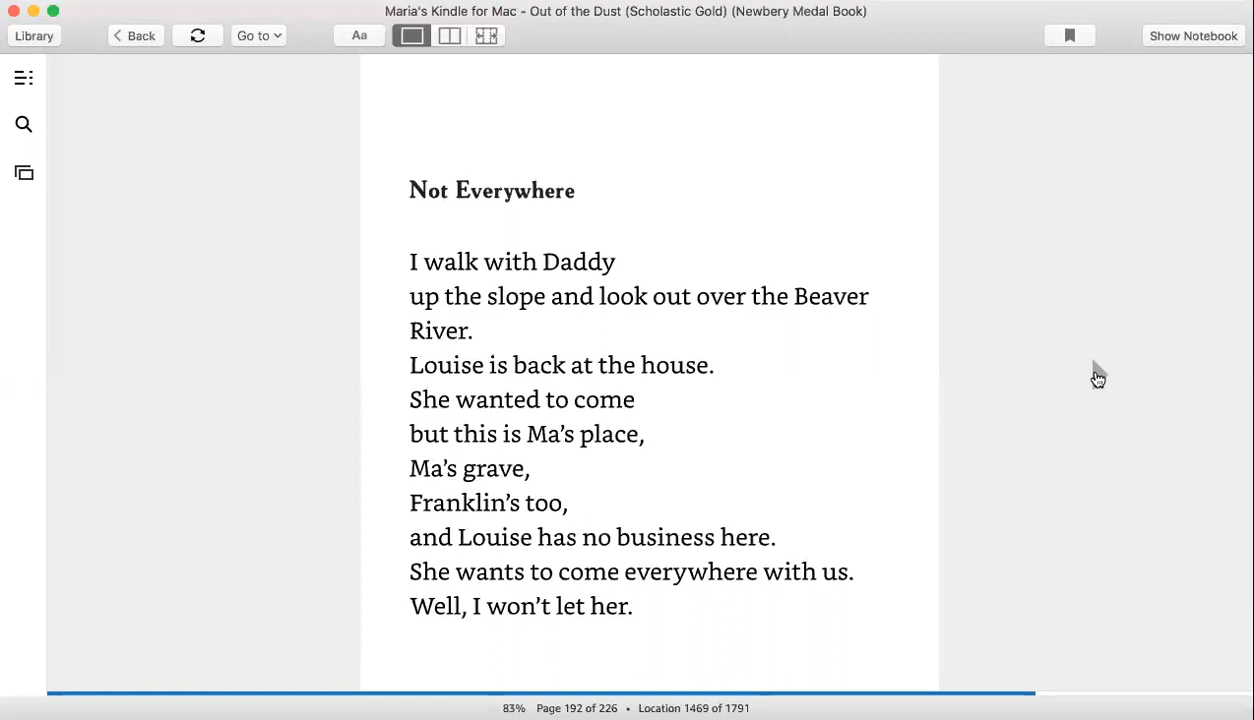 Maria's Kindle for Mac - Out of the Dust (Scholastic Gold) (Newbery Medal Book)
Library
Back
Go to
Aa
Show Notebook
Not Everywhere
I walk with Daddy
up the slope and look out over the Beaver
River.
Louise is back at the house.
She wanted to come
but this is Ma’s place,
Ma’s grave,
Franklin’s too,
and Louise has no business here.
She wants to come everywhere with us.
Well, I won’t let her.
83% Page 192 of 226 • Location 1469 of 1791